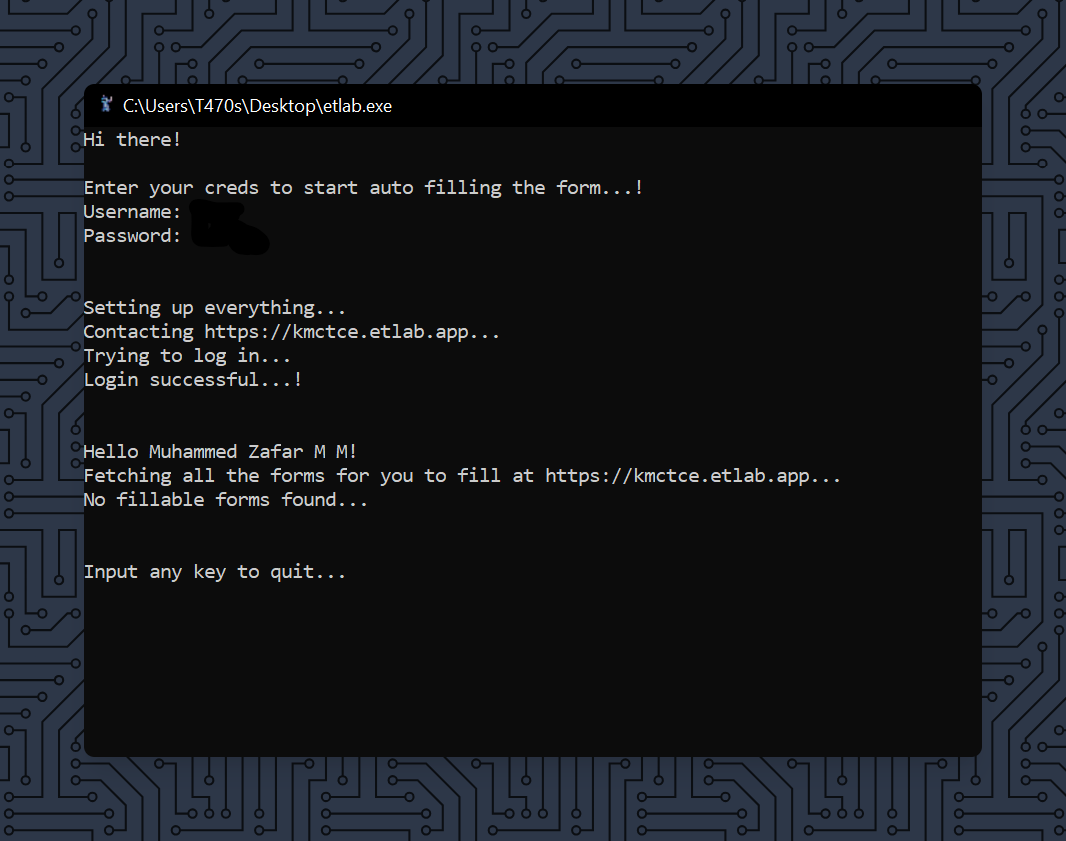 C:\Users\T470s\Desktop\etlab.exe
Hi there!
Enter your creds to start auto filling the form...!
Username:
Password:
Setting up everything...
Contacting https://kmctce.etlab.app...
Trying to log in...
Login successful...!
Hello Muhammed Zafar M M!
Fetching all the forms for you to fill at https://kmctce.etlab.app...
No fillable forms found...
Input any key to quit...